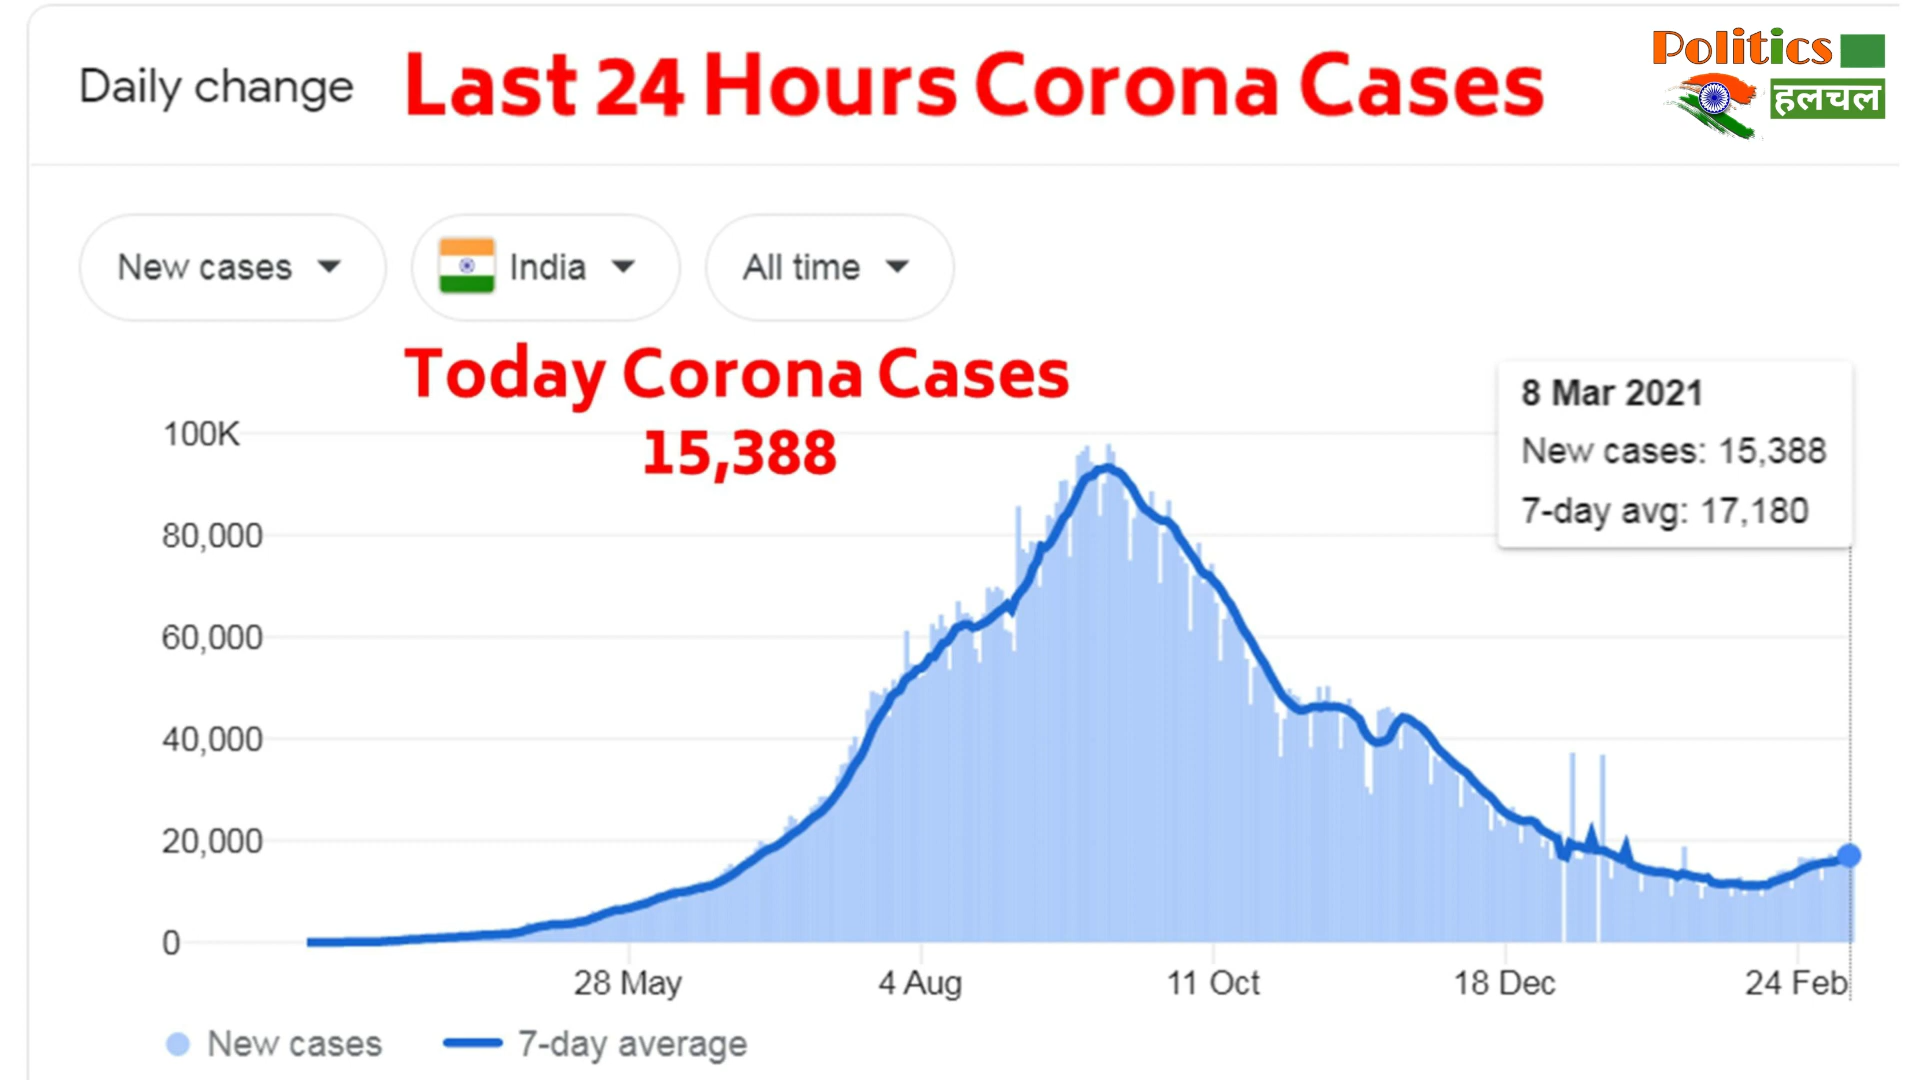 Daily change
Last 24 Hours Corona Cases
Politics
हलचल
New cases
India
All time
Today Corona Cases
15,388
8 Mar 2021
New cases: 15,388
7-day avg: 17,180
100K
80,000
60,000
40,000
20,000
0
28 May
4 Aug
11 Oct
18 Dec
24 Feb
New cases
7-day average